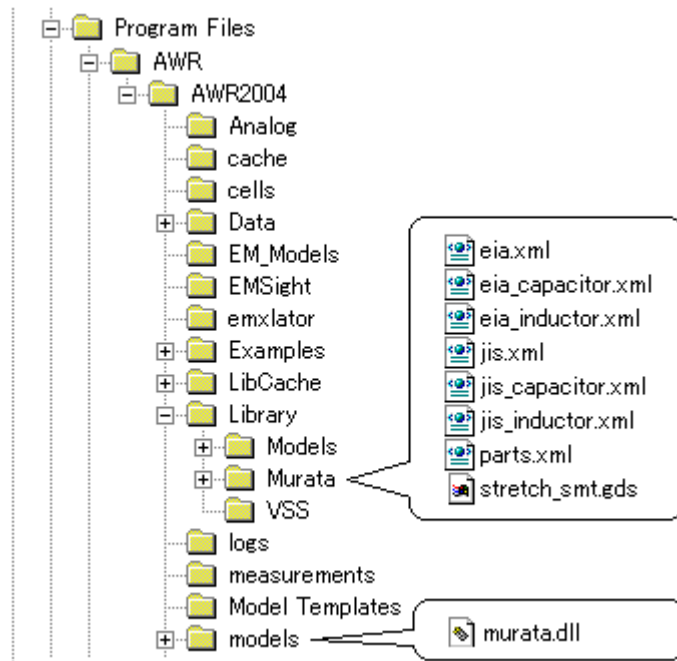 Program Files
AWR
AWR2004
Analog
cache
cells
Data
EM_Models
EMSight
emxlator
Examples
LibCache
Library
Models
Murata
VSS
logs
measurements
Model Templates
models
eia.xml
eia_capacitor.xml
eia_inductor.xml
jis.xml
jis_capacitor.xml
jis_inductor.xml
parts.xml
stretch_smt.gds
murata.dll